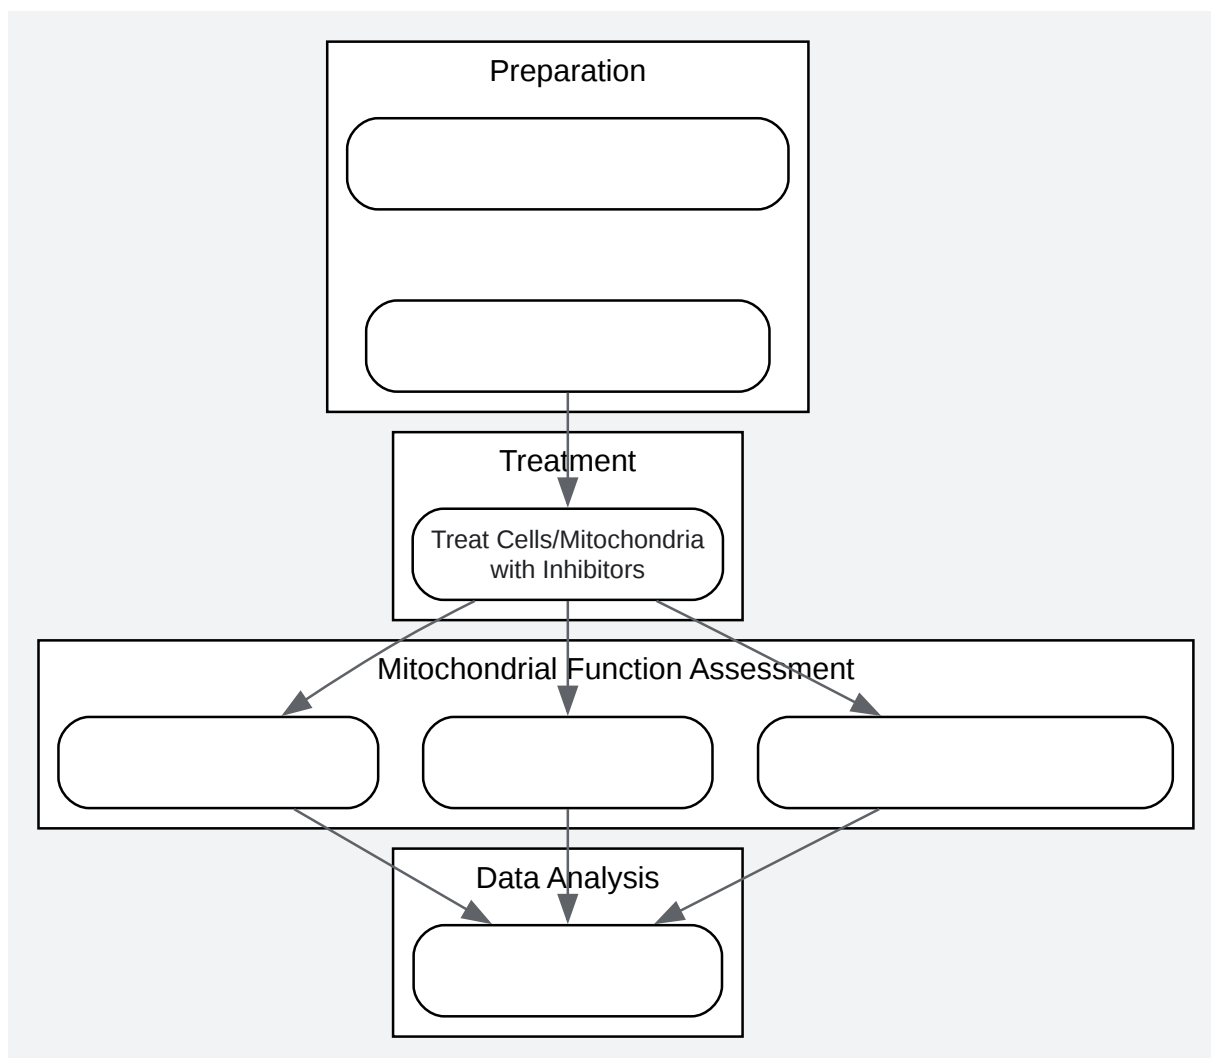 Preparation
Treatment
Treat Cells/Mitochondria
with Inhibitors
Mitochondrial Function Assessment
Data Analysis